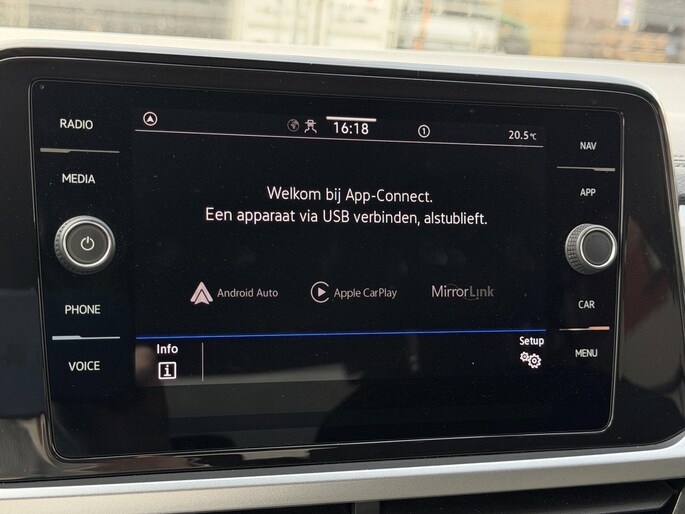 RADIO
MEDIA
PHONE
VOICE
16:18
1
20.5°C
Welkom bij App-Connect.
Een apparaat via USB verbinden, alstublieft.
Android Auto
Apple CarPlay
MirrorLink
Info
i
Setup
NAV
APP
CAR
MENU